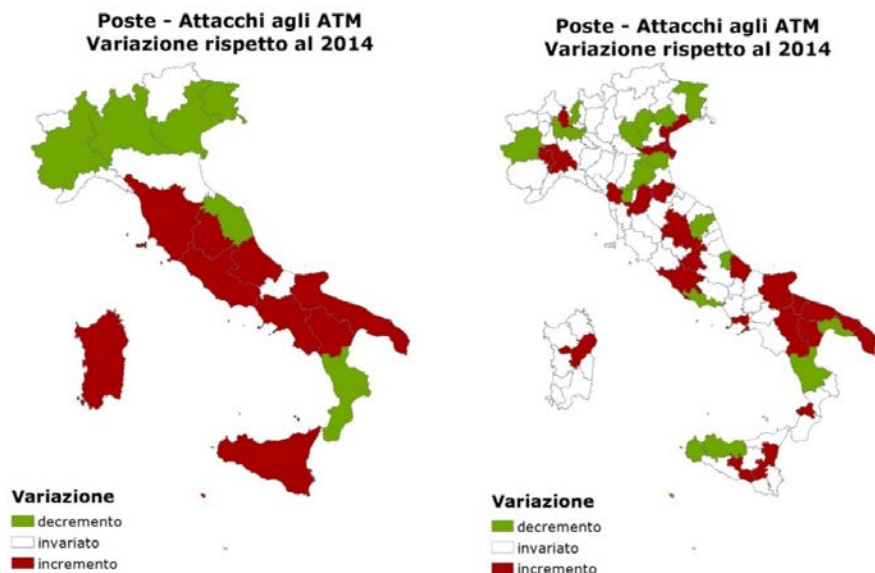 Poste - Attacchi agli ATM
Variazione rispetto al 2014
Variazione
decremento
invariato
incremento
Poste - Attacchi agli ATM
Variazione rispetto al 2014
Variazione
decremento
invariato
incremento